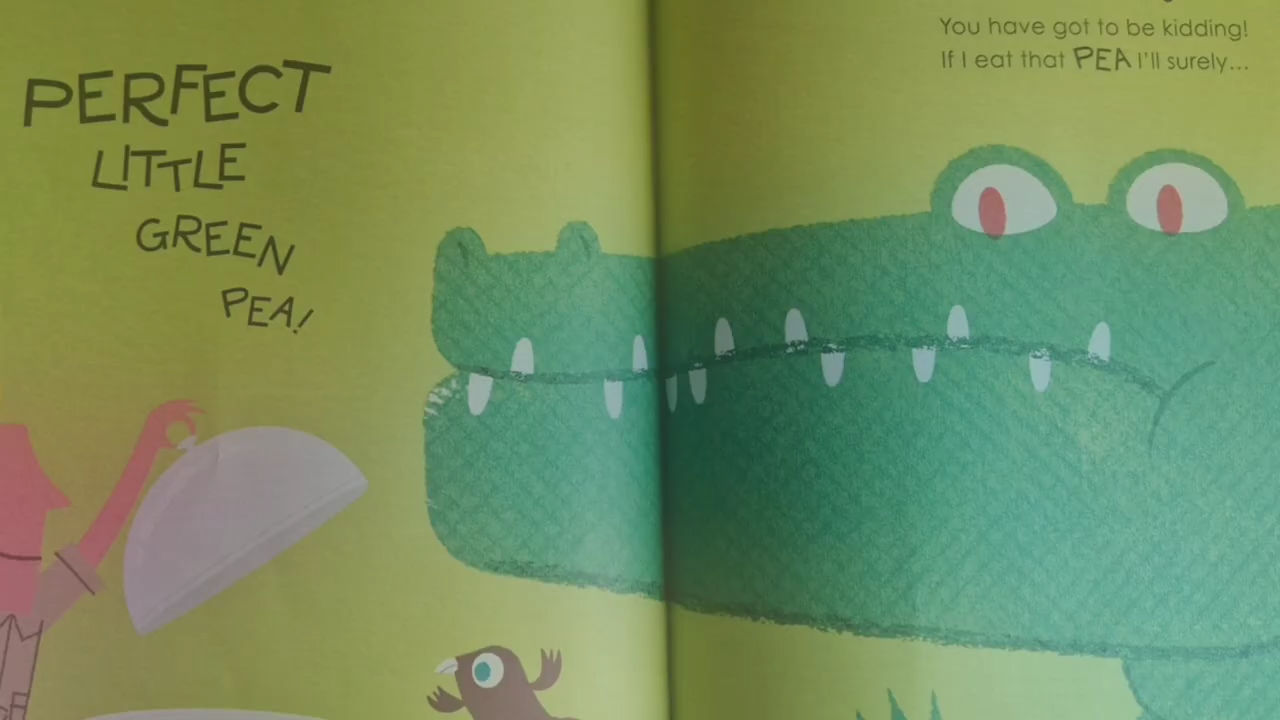 PERFECT
LITTLE
GREEN
PEA!
You have got to be kidding!
If I eat that PEA I'll surely...